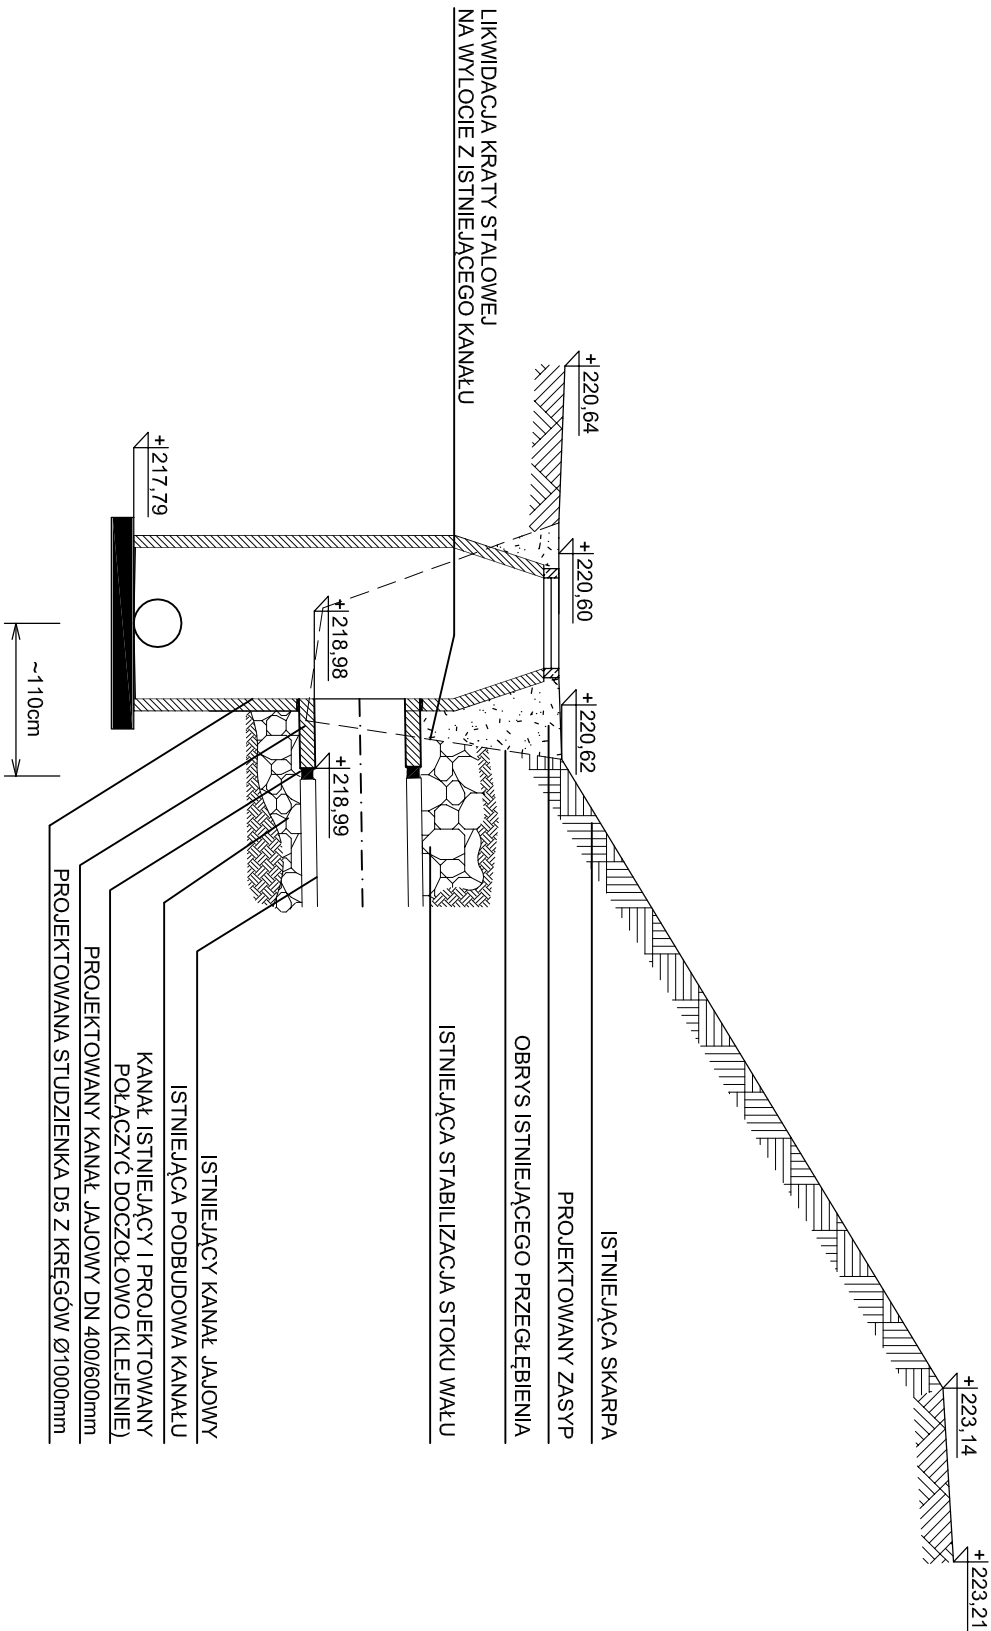 LIKWIDACJA KRATY STALOWEJ
NA WYLOCIE Z ISTNIEJĄCEGO KANAŁU
+220,64
+217,79
+220,60
+218,98
+220,62
+218,99
~110cm
+223,14
+223,21
ISTNIEJĄCA SKARPA
PROJEKTOWANY ZASYP
OBRYS ISTNIEJĄCEGO PRZEGŁĘBIENIA
ISTNIEJĄCA STABILIZACJA STOKU WAŁU
ISTNIEJĄCY KANAŁ JAJOWY
ISTNIEJĄCA PODBUDOWA KANAŁU
KANAŁ ISTNIEJĄCY I PROJEKTOWANY
POŁĄCZYĆ DOCZOŁOWO (KLEJENIE)
PROJEKTOWANY KANAŁ JAJOWY DN 400/600mm
PROJEKTOWANA STUDZIENKA D5 Z KRĘGÓW Ø1000mm